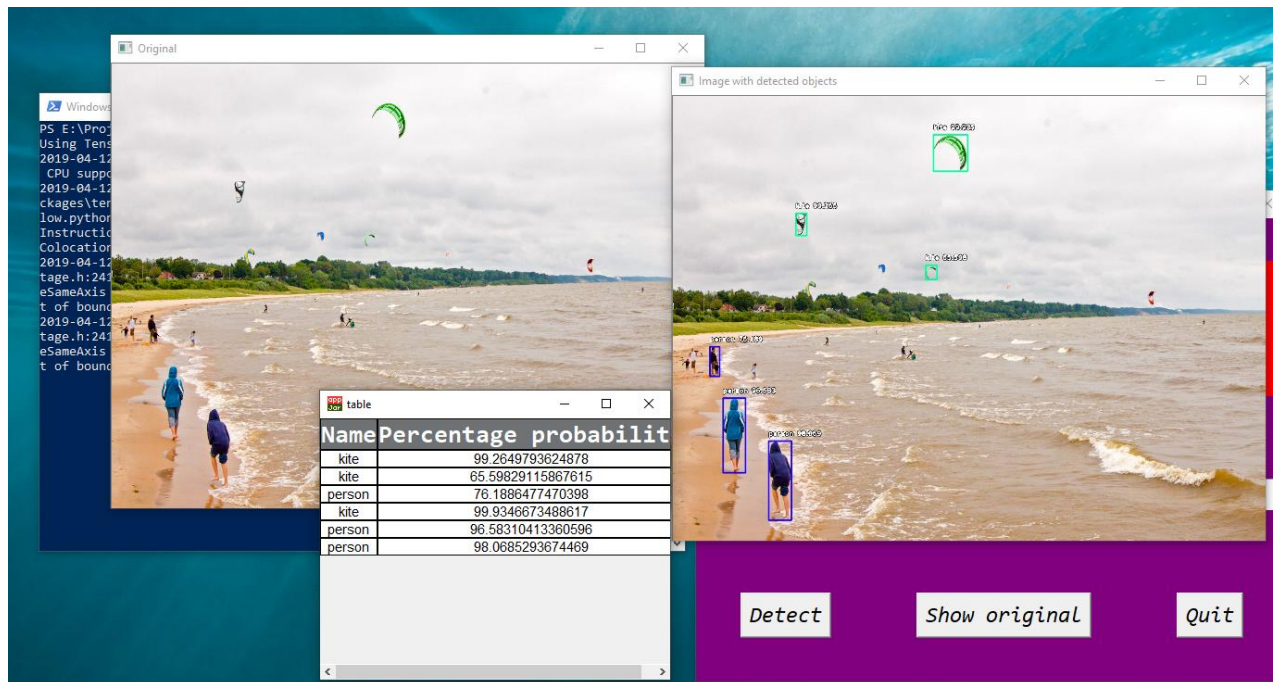 Original
Image with detected objects
Windows
PS E:\Proj
Using Tens
2019-04-12
CPU suppo
2019-04-12
ckages\ten
low.python
Instructio
Colocation
2019-04-12
tage.h:241
eSameAxis
t of bound
2019-04-12
tage.h:241
eSameAxis
t of bound
table
Name Percentage probabilit
kite 99.2649793624878
kite 65.59829115867615
person 76.1886477470398
kite 99.9346673488617
person 96.58310413360596
person 98.0685293674469
Detect
Show original
Quit